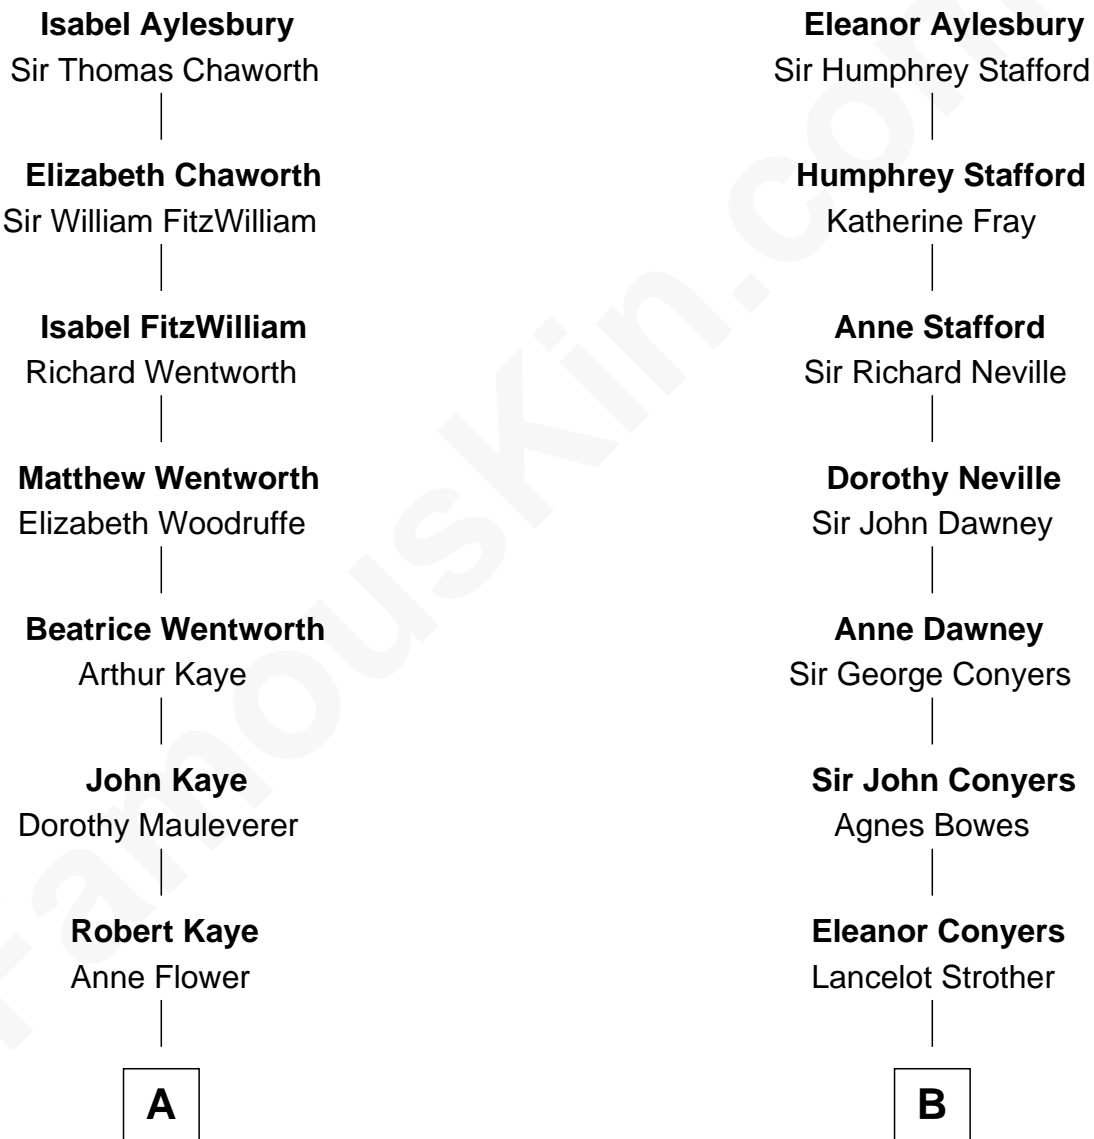 Isabel Aylesbury
Sir Thomas Chaworth
Elizabeth Chaworth
Sir William FitzWilliam
Isabel FitzWilliam
Richard Wentworth
Matthew Wentworth
Elizabeth Woodruffe
Beatrice Wentworth
Arthur Kaye
John Kaye
Dorothy Mauleverer
Robert Kaye
Anne Flower
A
Eleanor Aylesbury
Sir Humphrey Stafford
Humphrey Stafford
Katherine Fray
Anne Stafford
Sir Richard Neville
Dorothy Neville
Sir John Dawney
Anne Dawney
Sir George Conyers
Sir John Conyers
Agnes Bowes
Eleanor Conyers
Lancelot Strother
B
FamousKin.com